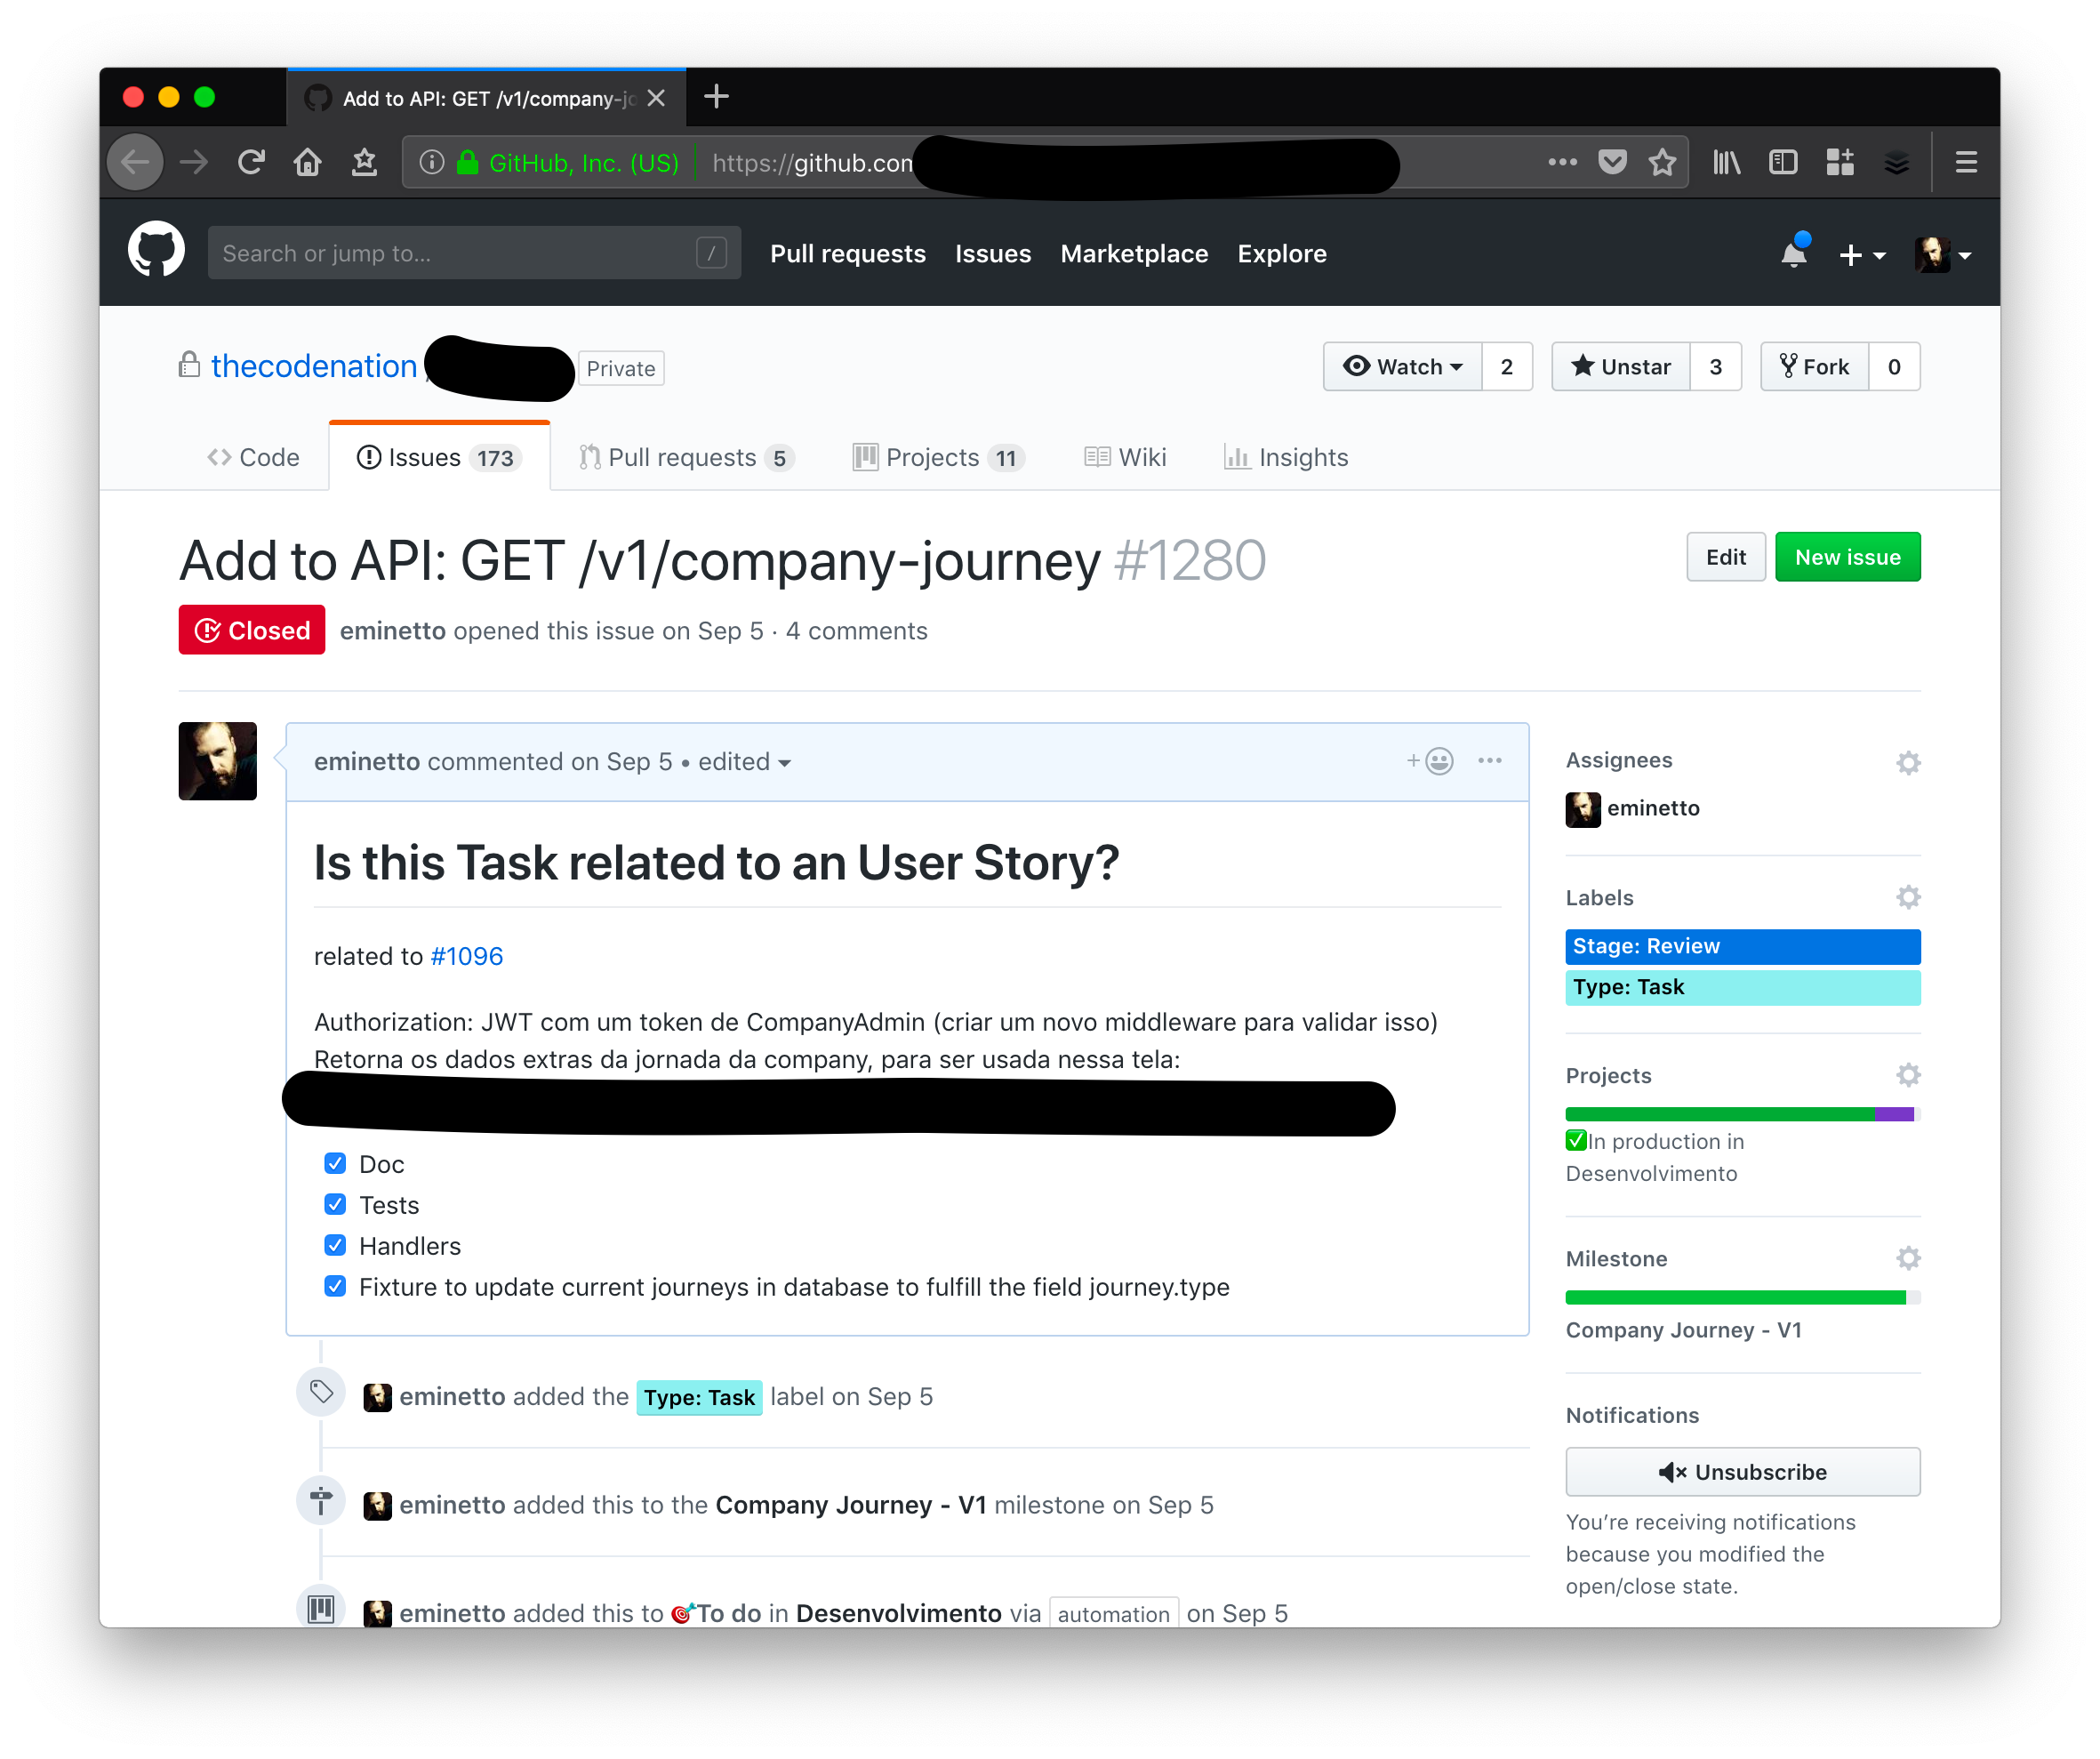 Add to API: GET /v1/company-jo
GitHub, Inc. (US) https://github.com
Search or jump to... /
Pull requests Issues Marketplace Explore
thecodenation Private
Watch 2 Unstar 3 Fork 0
Code Issues 173 Pull requests 5 Projects 11 Wiki Insights
Add to API: GET /v1/company-journey #1280
Edit New issue
Closed eminetto opened this issue on Sep 5 · 4 comments
eminetto commented on Sep 5 • edited
Is this Task related to an User Story?
related to #1096
Authorization: JWT com um token de CompanyAdmin (criar um novo middleware para validar isso)
Retorna os dados extras da jornada da company, para ser usada nessa tela:
Doc
Tests
Handlers
Fixture to update current journeys in database to fulfill the field journey.type
eminetto added the Type: Task label on Sep 5
eminetto added this to the Company Journey - V1 milestone on Sep 5
eminetto added this to 🎯To do in Desenvolvimento via automation on Sep 5
Assignees
eminetto
Labels
Stage: Review
Type: Task
Projects
✅In production in
Desenvolvimento
Milestone
Company Journey - V1
Notifications
Unsubscribe
You’re receiving notifications
because you modified the
open/close state.